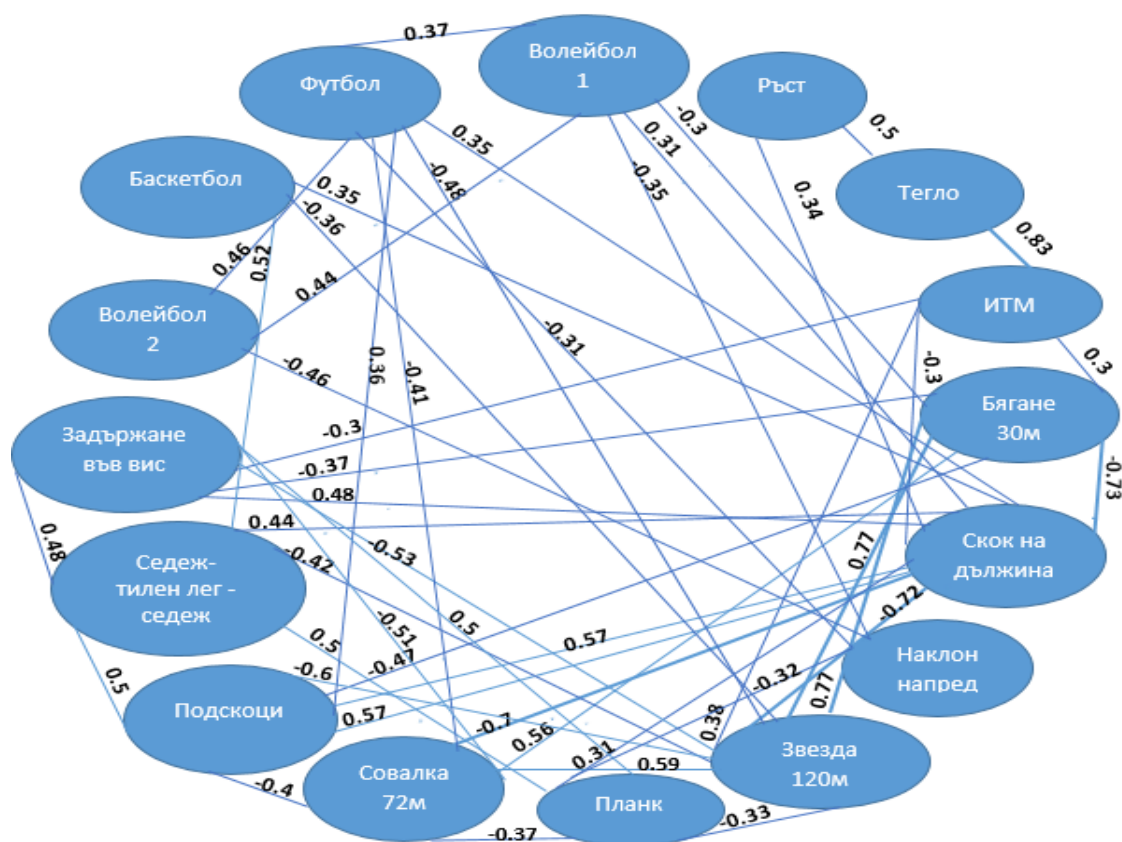 0.37
Волейбол
1
Футбол
Ръст
0.5
-0.3
0.31
0.35
-0.48
-0.35
Баскетбол
0.35
-0.36
0.34
Тегло
0.83
0.46
0.52
0.44
ИТМ
Волейбол
2
-0.31
-0.46
0.36
-0.41
-0.3
0.3
Бягане
30м
Задържане
във вис
-0.3
-0.37
0.48
-0.73
0.44
0.48
-0.42
-0.53
0.77
Скок на
дължина
Седеж-
тилен лег -
седеж
-0.51
0.5
0.5
0.57
-0.72
-0.6
-0.47
-0.32
Наклон
напред
0.5
0.77
Подскоци
0.57
-0.7
0.56
0.31
0.38
Звезда
120м
0.59
-0.4
Совалка
72м
Планк
-0.37
-0.33